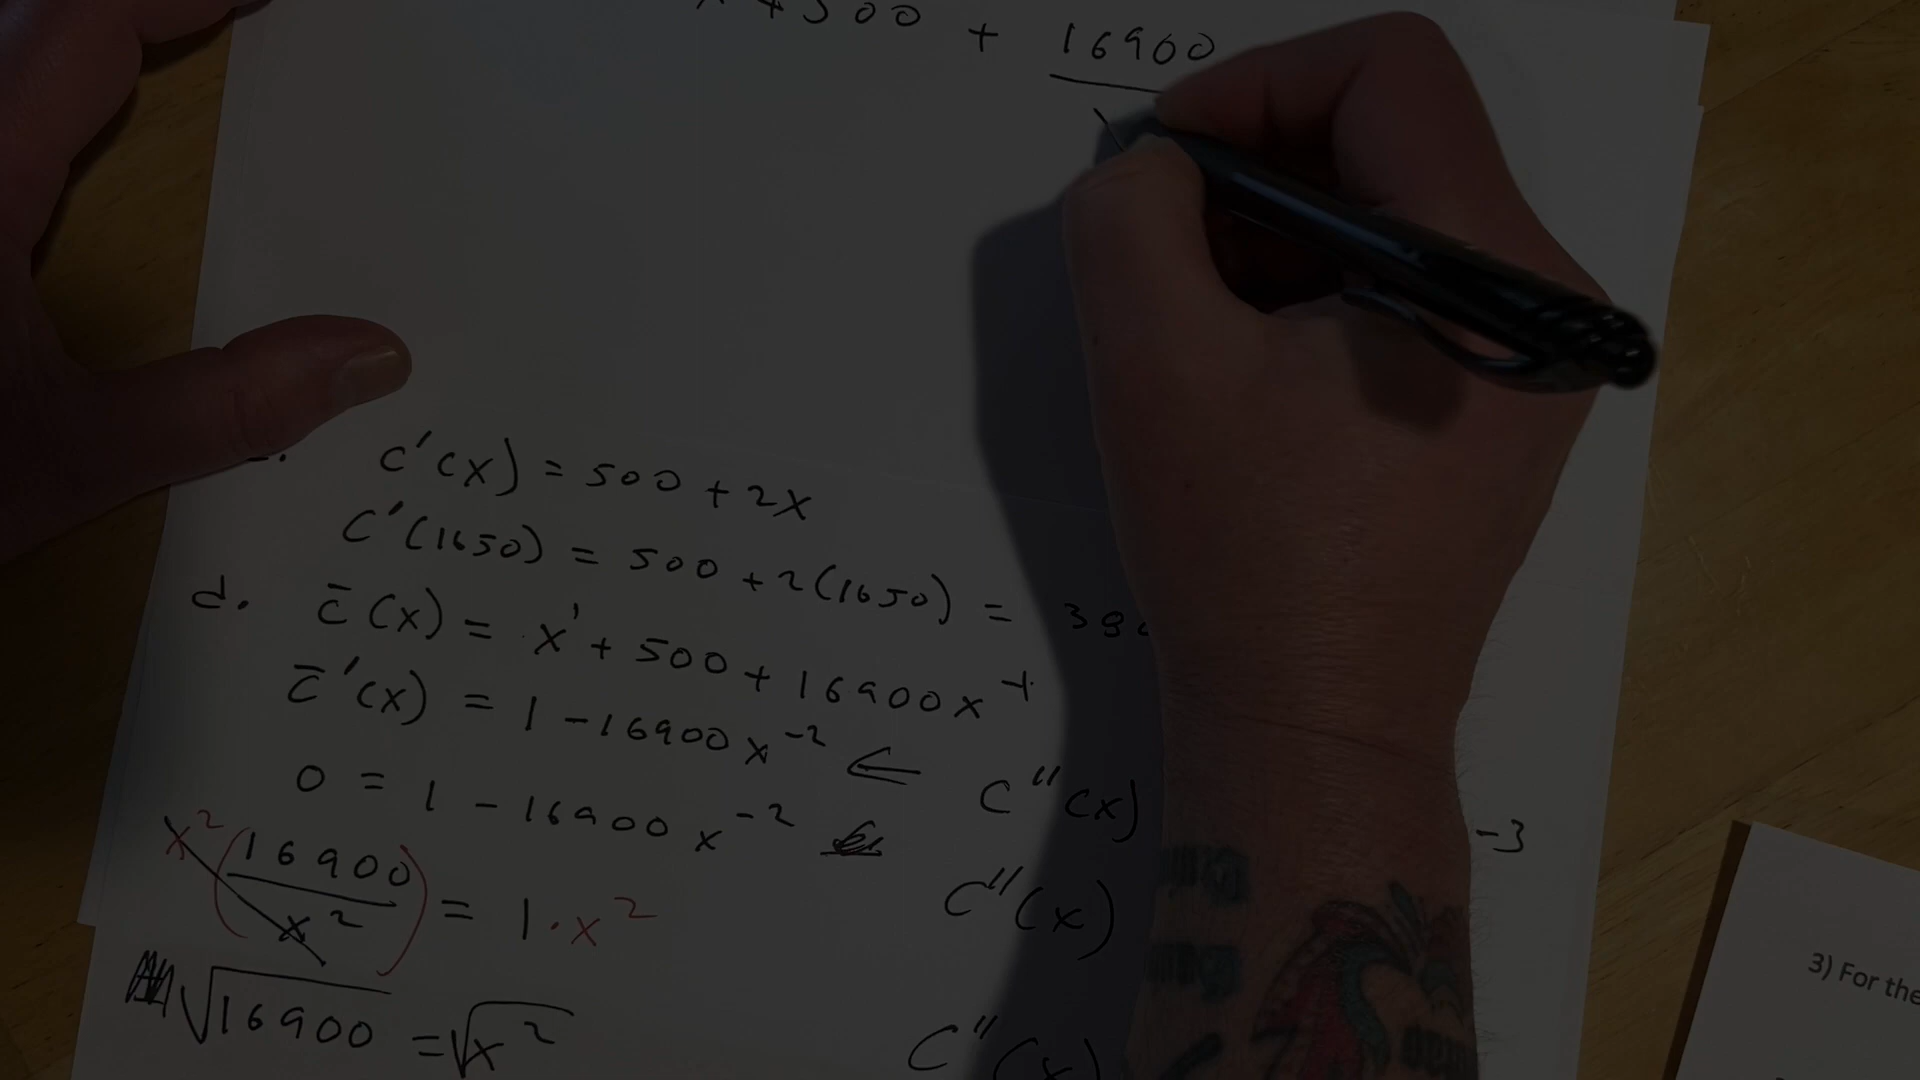 + 500 + 16900
C'(x) = 500 + 2x
C'(1650) = 500 + 2(1650) =
d. C̄(x) = x' + 500 + 16900x
C̄'(x) = 1 - 16900x⁻²
0 = 1 - 16900x⁻²
x²(16900/x²) = 1·x²
√16900 = √x²
C''(x)
-3
C''(x)
C''(x)
3) For the